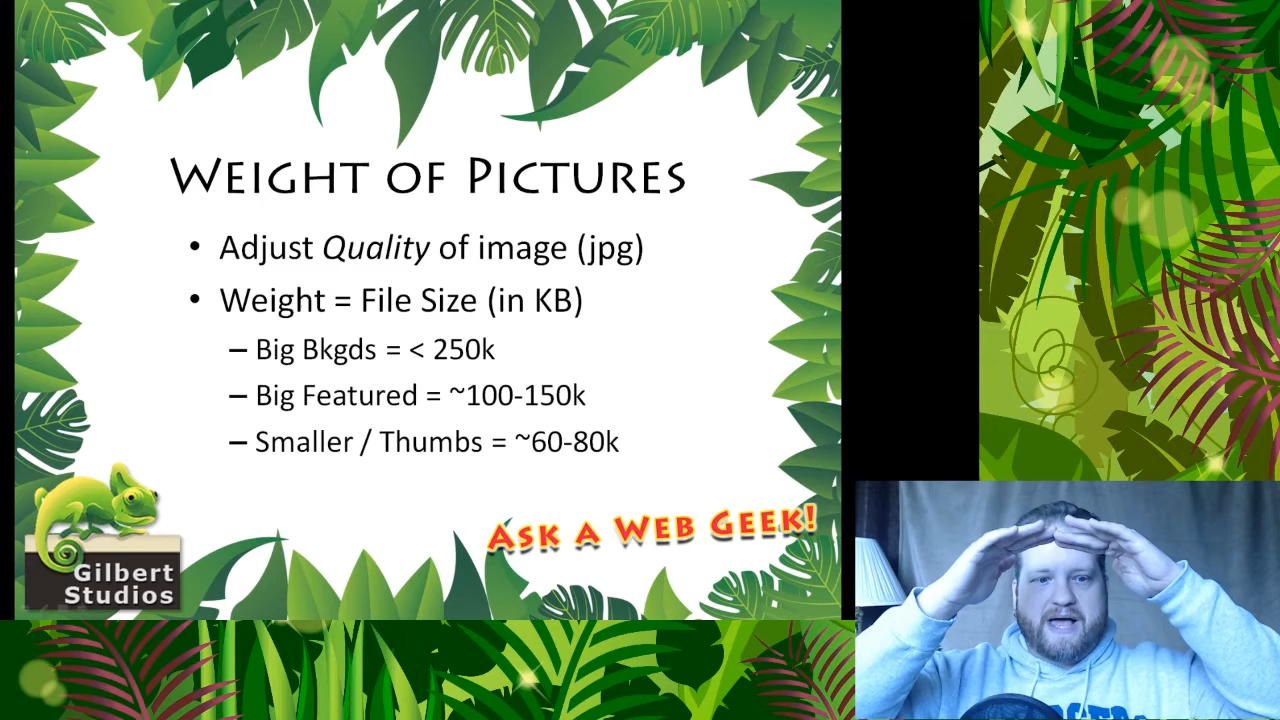 WEIGHT OF PICTURES
• Adjust Quality of image (jpg)
• Weight = File Size (in KB)
– Big Bkgds = < 250k
– Big Featured = ~100-150k
– Smaller / Thumbs = ~60-80k
ASK A WEB GEEK!
Gilbert
Studios